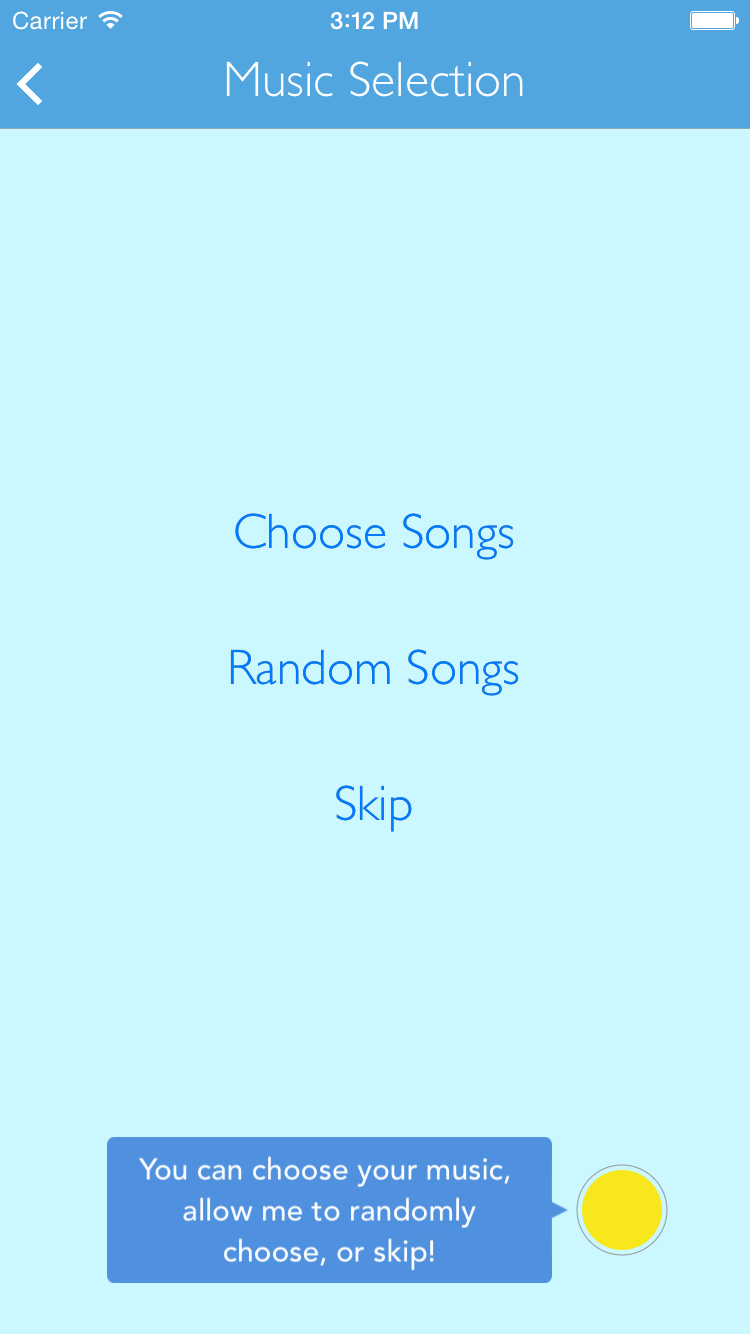 Carrier 3:12 PM
Music Selection
Choose Songs
Random Songs
Skip
You can choose your music,
allow me to randomly
choose, or skip!